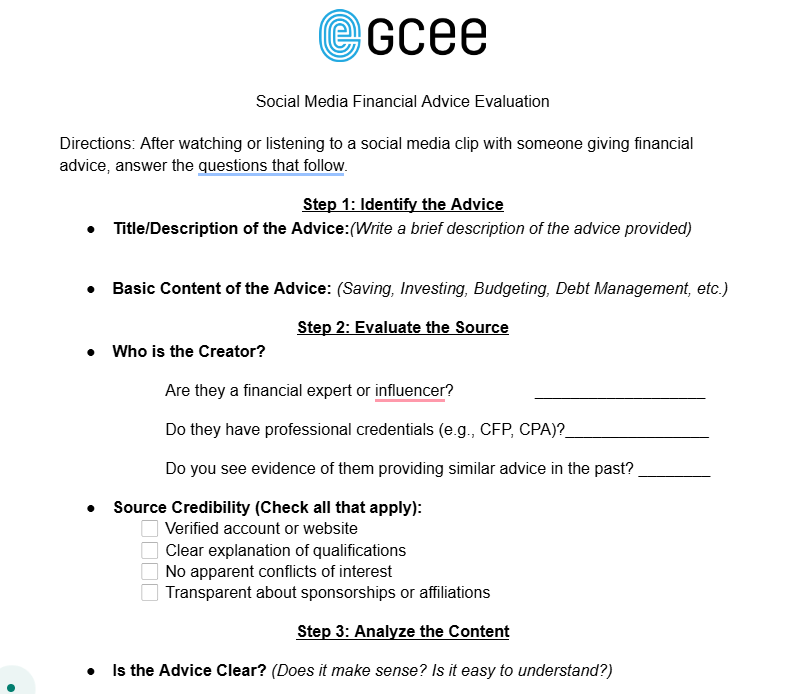 GCEE
Social Media Financial Advice Evaluation
Directions: After watching or listening to a social media clip with someone giving financial
advice, answer the questions that follow.
Step 1: Identify the Advice
● Title/Description of the Advice:(Write a brief description of the advice provided)
● Basic Content of the Advice: (Saving, Investing, Budgeting, Debt Management, etc.)
Step 2: Evaluate the Source
● Who is the Creator?
Are they a financial expert or influencer? ___________________
Do they have professional credentials (e.g., CFP, CPA)?________________
Do you see evidence of them providing similar advice in the past? ________
● Source Credibility (Check all that apply):
Verified account or website
Clear explanation of qualifications
No apparent conflicts of interest
Transparent about sponsorships or affiliations
Step 3: Analyze the Content
● Is the Advice Clear? (Does it make sense? Is it easy to understand?)